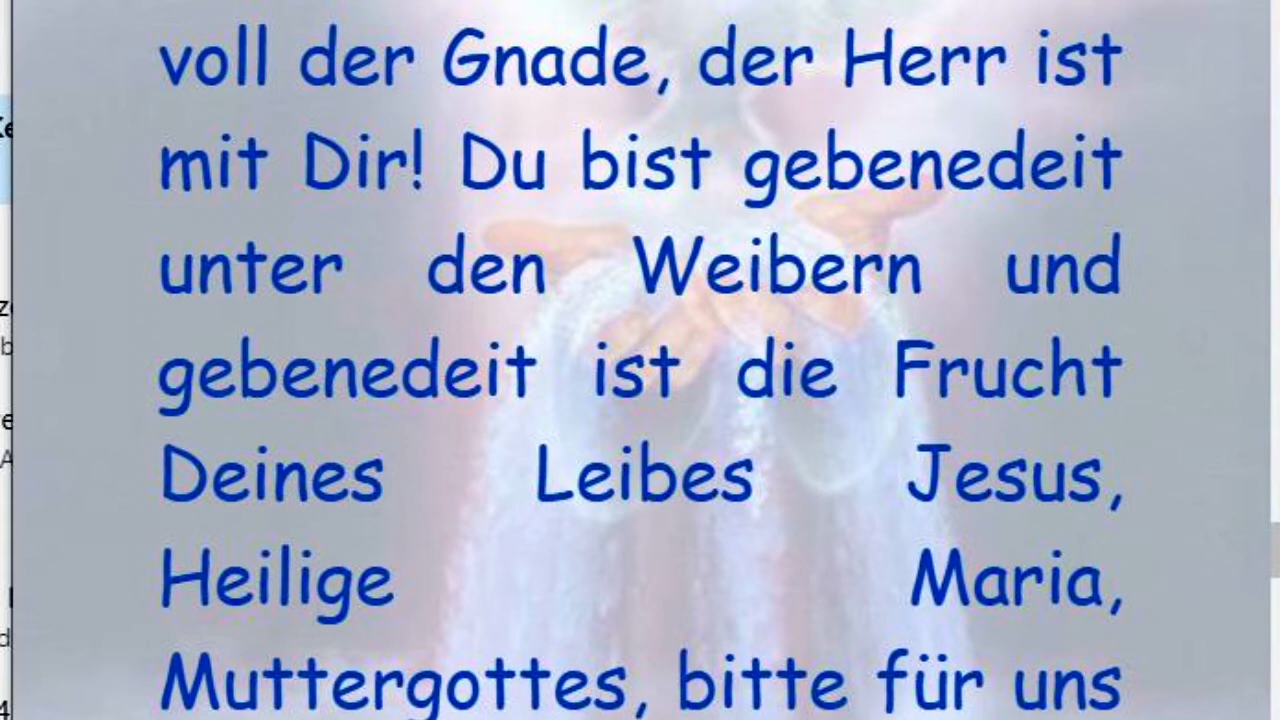 voll der Gnade, der Herr ist
mit Dir! Du bist gebenedeit
unter den Weibern und
gebenedeit ist die Frucht
Deines Leibes Jesus,
Heilige Maria,
Muttergottes, bitte für uns